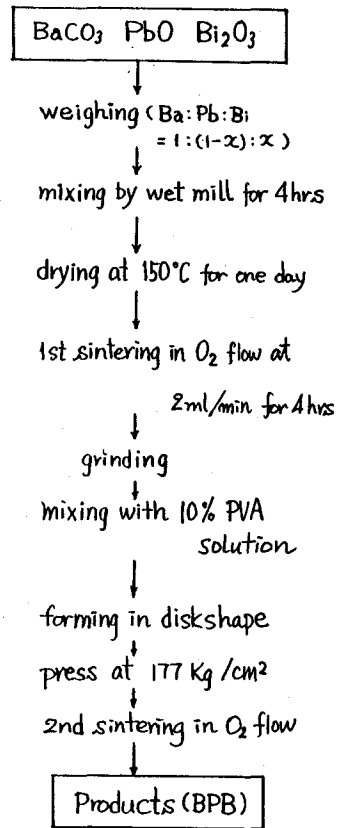 BaCO₃ PbO Bi₂O₃
weighing (Ba:Pb:Bi
= 1:(1-x):x)
mixing by wet mill for 4hrs
drying at 150°C for one day
1st sintering in O₂ flow at
2ml/min for 4hrs
grinding
mixing with 10% PVA
solution
forming in diskshape
press at 177 Kg/cm²
2nd sintering in O₂ flow
Products (BPB)